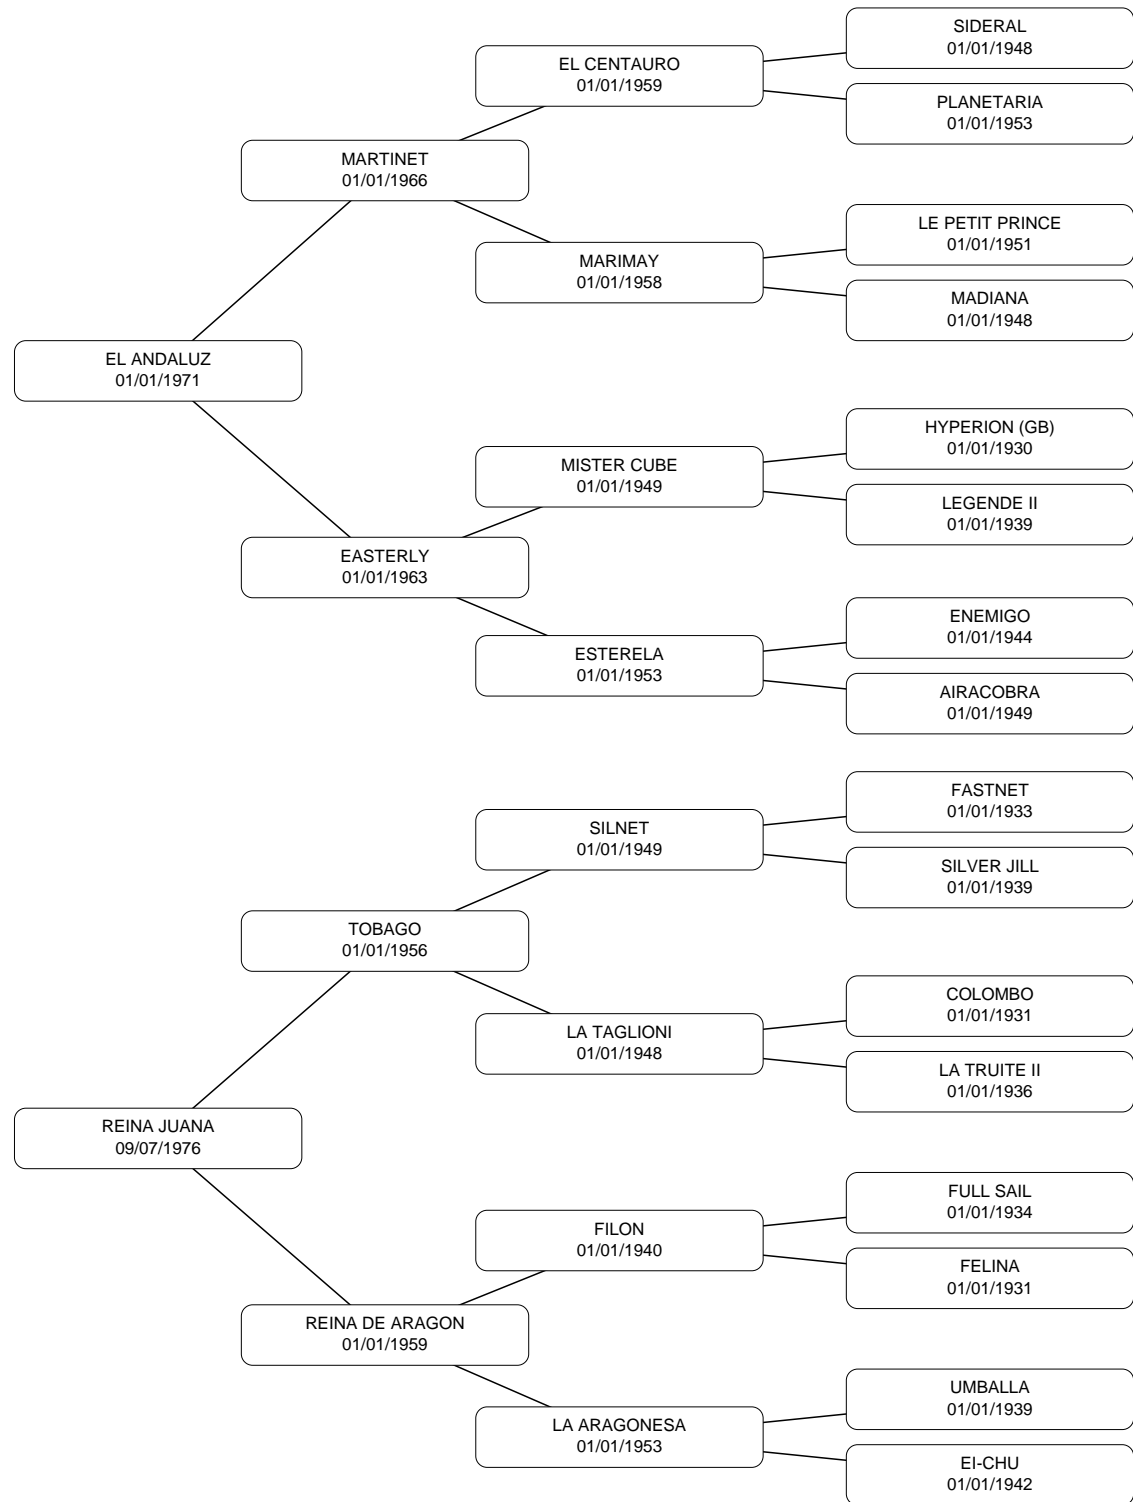 SIDERAL
01/01/1948
EL CENTAURO
01/01/1959
PLANETARIA
01/01/1953
MARTINET
01/01/1966
LE PETIT PRINCE
01/01/1951
MARIMAY
01/01/1958
MADIANA
01/01/1948
EL ANDALUZ
01/01/1971
HYPERION (GB)
01/01/1930
MISTER CUBE
01/01/1949
LEGENDE II
01/01/1939
EASTERLY
01/01/1963
ENEMIGO
01/01/1944
ESTERELA
01/01/1953
AIRACOBRA
01/01/1949
FASTNET
01/01/1933
SILNET
01/01/1949
SILVER JILL
01/01/1939
TOBAGO
01/01/1956
COLOMBO
01/01/1931
LA TAGLIONI
01/01/1948
LA TRUITE II
01/01/1936
REINA JUANA
09/07/1976
FULL SAIL
01/01/1934
FILON
01/01/1940
FELINA
01/01/1931
REINA DE ARAGON
01/01/1959
UMBALLA
01/01/1939
LA ARAGONESA
01/01/1953
EI-CHU
01/01/1942